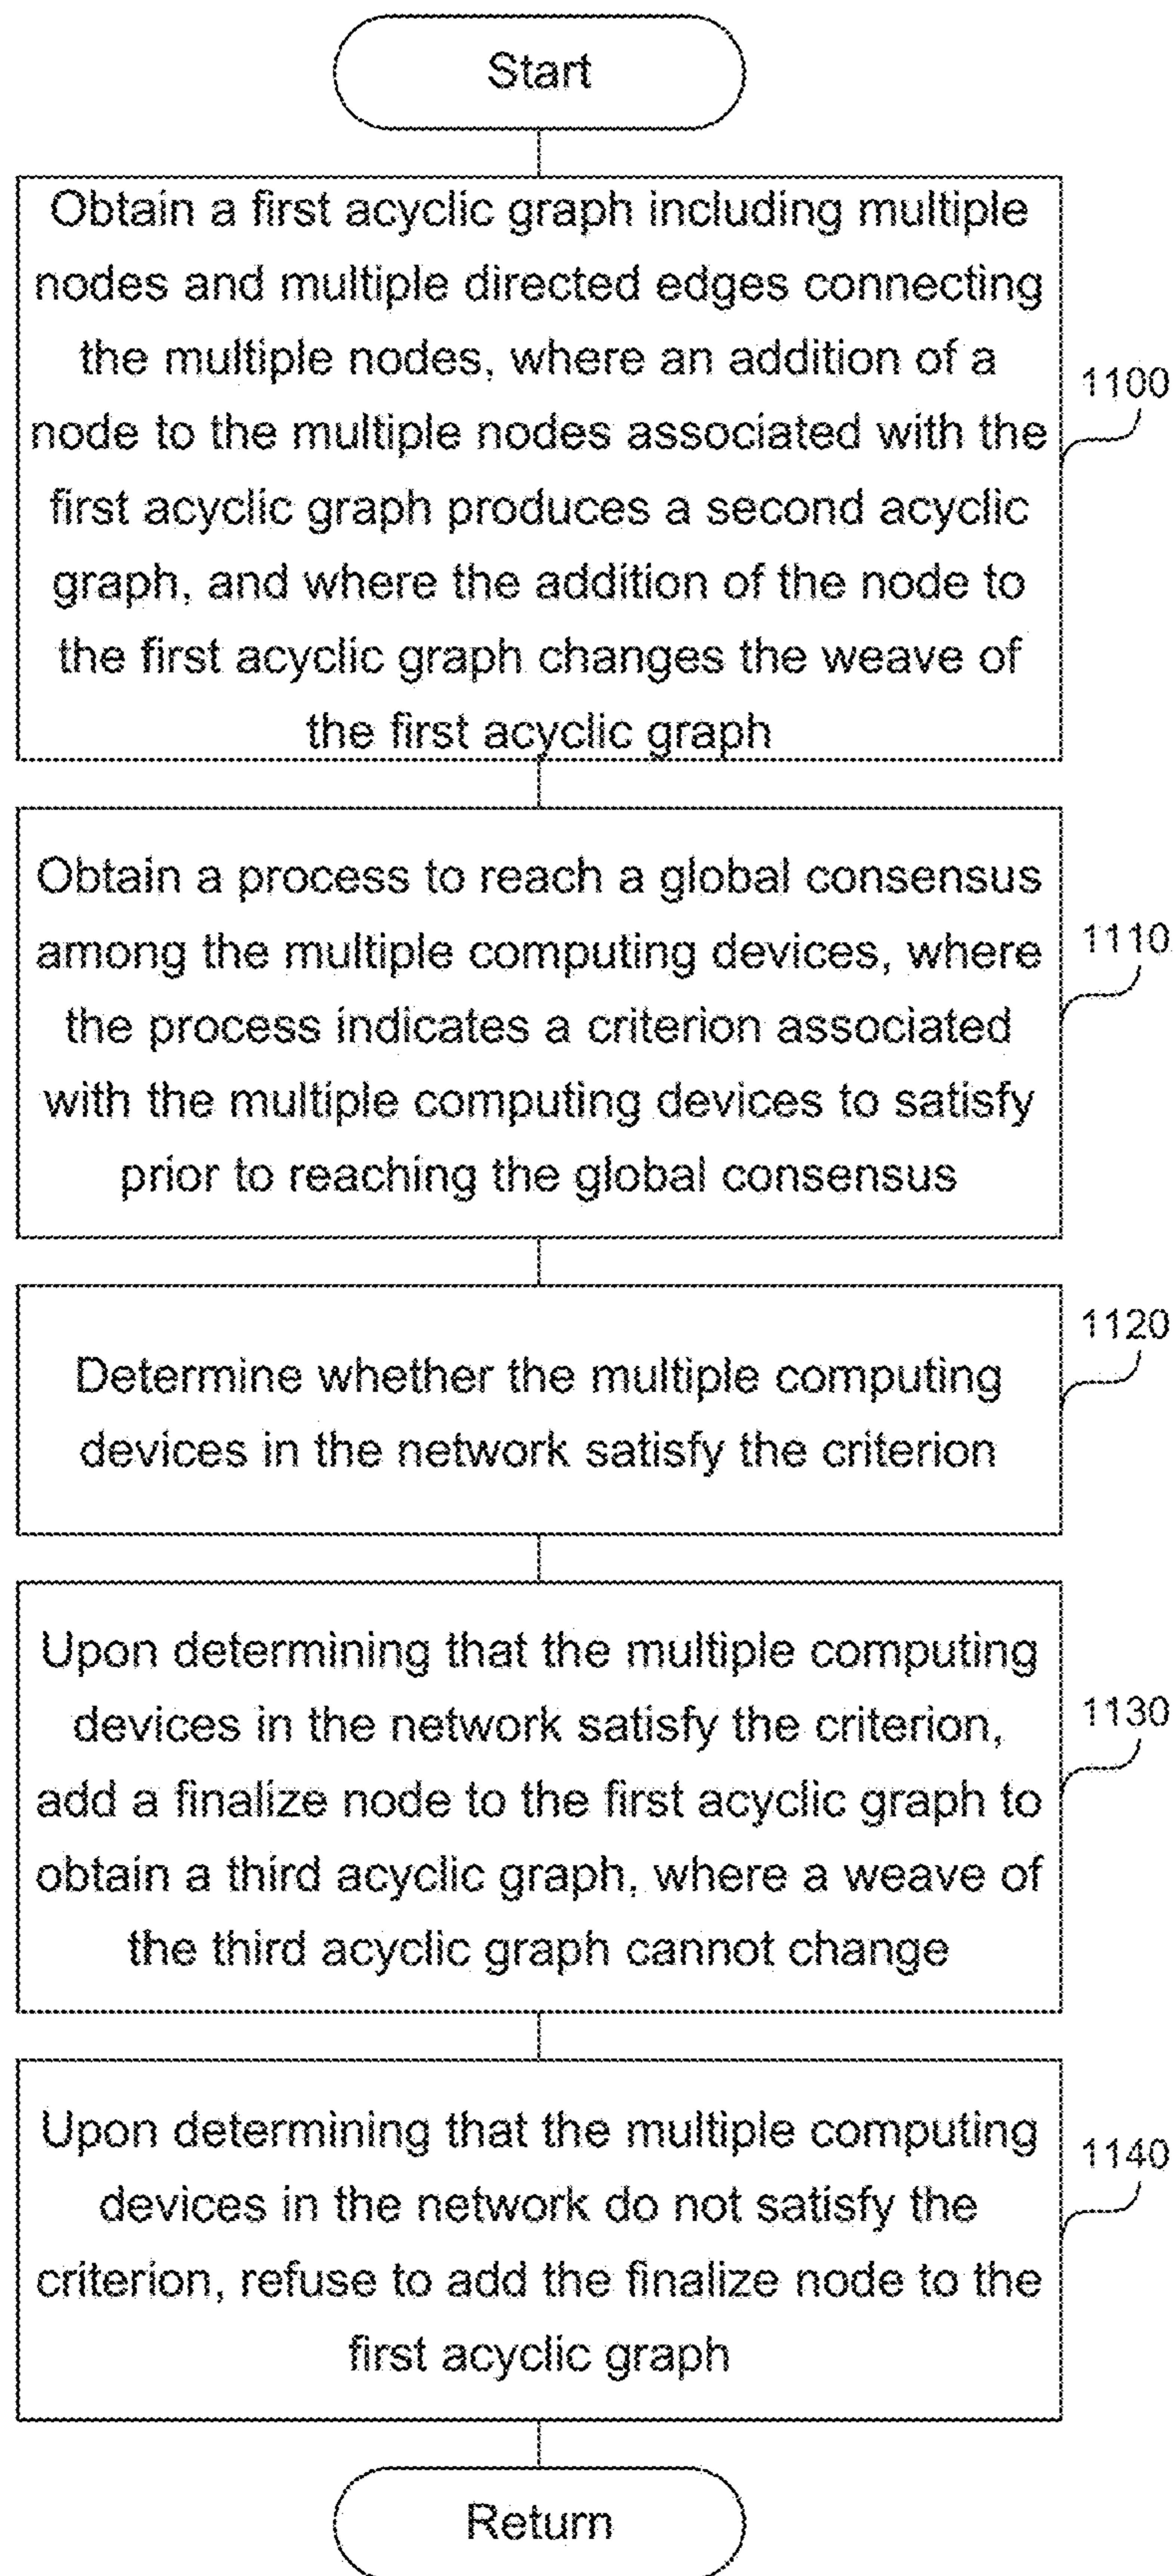 Start
Obtain a first acyclic graph including multiple
nodes and multiple directed edges connecting
the multiple nodes, where an addition of a
node to the multiple nodes associated with the
first acyclic graph produces a second acyclic
graph, and where the addition of the node to
the first acyclic graph changes the weave of
the first acyclic graph
1100
Obtain a process to reach a global consensus
among the multiple computing devices, where
the process indicates a criterion associated
with the multiple computing devices to satisfy
prior to reaching the global consensus
1110
Determine whether the multiple computing
devices in the network satisfy the criterion
1120
Upon determining that the multiple computing
devices in the network satisfy the criterion,
add a finalize node to the first acyclic graph to
obtain a third acyclic graph, where a weave of
the third acyclic graph cannot change
1130
Upon determining that the multiple computing
devices in the network do not satisfy the
criterion, refuse to add the finalize node to the
first acyclic graph
1140
Return